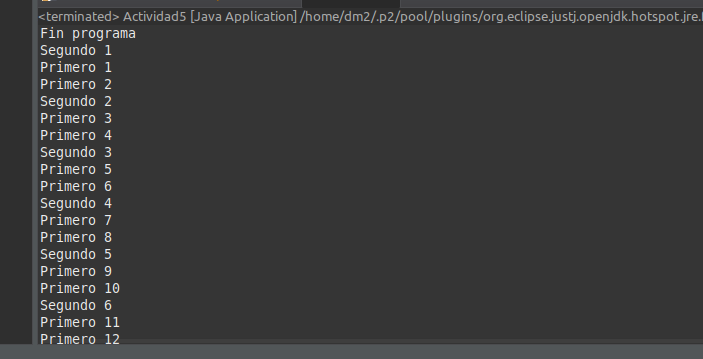 <terminated> Actividad5 [Java Application] /home/dm2/.p2/pool/plugins/org.eclipse.justj.openjdk.hotspot.jre.
Fin programa
Segundo 1
Primero 1
Primero 2
Segundo 2
Primero 3
Primero 4
Segundo 3
Primero 5
Primero 6
Segundo 4
Primero 7
Primero 8
Segundo 5
Primero 9
Primero 10
Segundo 6
Primero 11
Primero 12